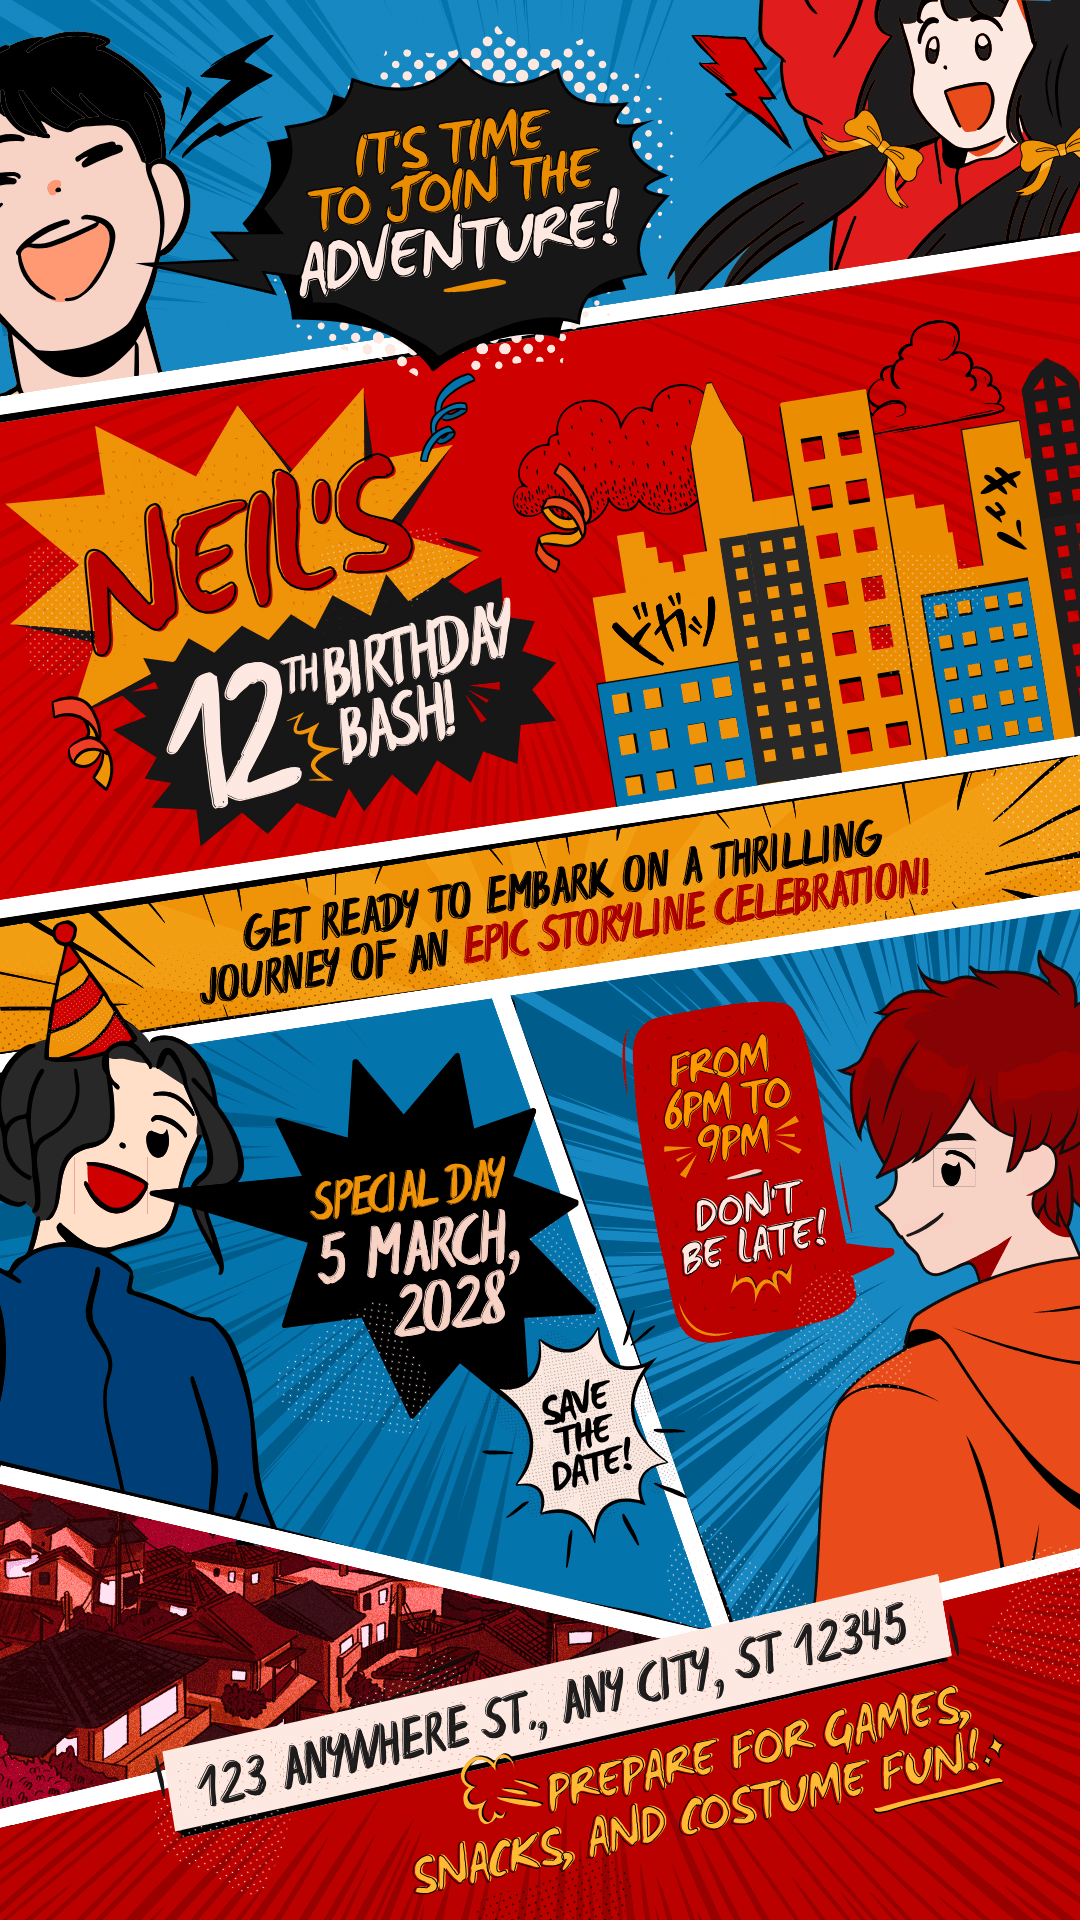 IT'S TIME
TO JOIN THE
ADVENTURE!
NEIL'S
12TH BIRTHDAY
BASH!
ドガッ
キュン
GET READY TO EMBARK ON A THRILLING
JOURNEY OF AN EPIC STORYLINE CELEBRATION!
SPECIAL DAY
5 MARCH,
2028
FROM
6PM TO
9PM
DON'T
BE LATE!
SAVE
THE
DATE!
123 ANYWHERE ST., ANY CITY, ST 12345
PREPARE FOR GAMES,
SNACKS, AND COSTUME FUN!